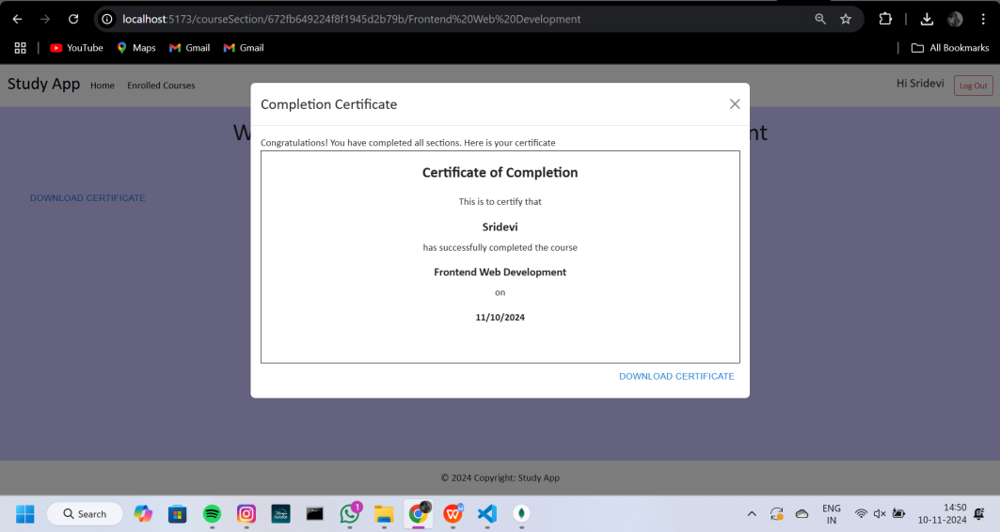 localhost:5173/courseSection/672fb649224f8f1945d2b79b/Frontend%20Web%20Development
YouTube Maps Gmail Gmail All Bookmarks
Study App Home Enrolled Courses Hi Sridevi Log Out
Completion Certificate
Congratulations! You have completed all sections. Here is your certificate
Certificate of Completion
This is to certify that
DOWNLOAD CERTIFICATE
Sridevi
has successfully completed the course
Frontend Web Development
on
11/10/2024
DOWNLOAD CERTIFICATE
© 2024 Copyright: Study App
Search 1 ENG 14:50
IN 10-11-2024